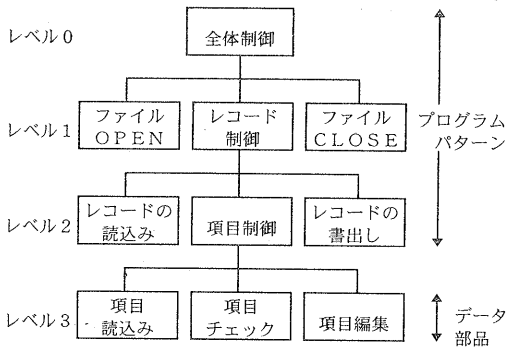 レベル0
全体制御
レベル1
ファイル
OPEN
レコード
制御
ファイル
CLOSE
プログラム
パターン
レベル2
レコードの
読込み
項目制御
レコードの
書出し
レベル3
項目
読込み
項目
チェック
項目編集
データ
部品